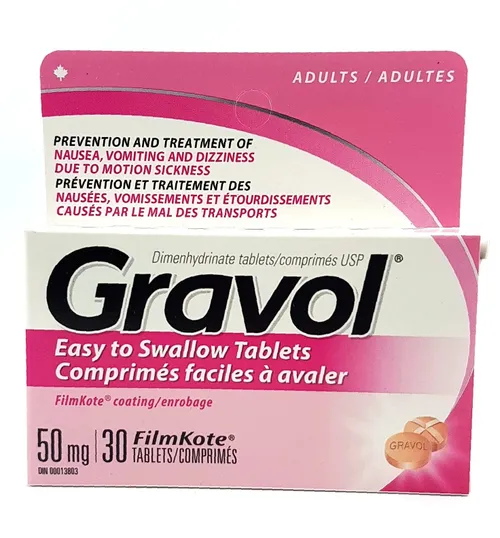 ADULTS / ADULTES
PREVENTION AND TREATMENT OF
NAUSEA, VOMITING AND DIZZINESS
DUE TO MOTION SICKNESS
PRÉVENTION ET TRAITEMENT DES
NAUSÉES, VOMISSEMENTS ET ÉTOURDISSEMENTS
CAUSÉS PAR LE MAL DES TRANSPORTS
Dimenhydrinate tablets/comprimés USP
Gravol®
Easy to Swallow Tablets
Comprimés faciles à avaler
FilmKote® coating/enrobage
50 mg | 30 FilmKote®
TABLETS/COMPRIMÉS
DIN 00013803
GRAVOL